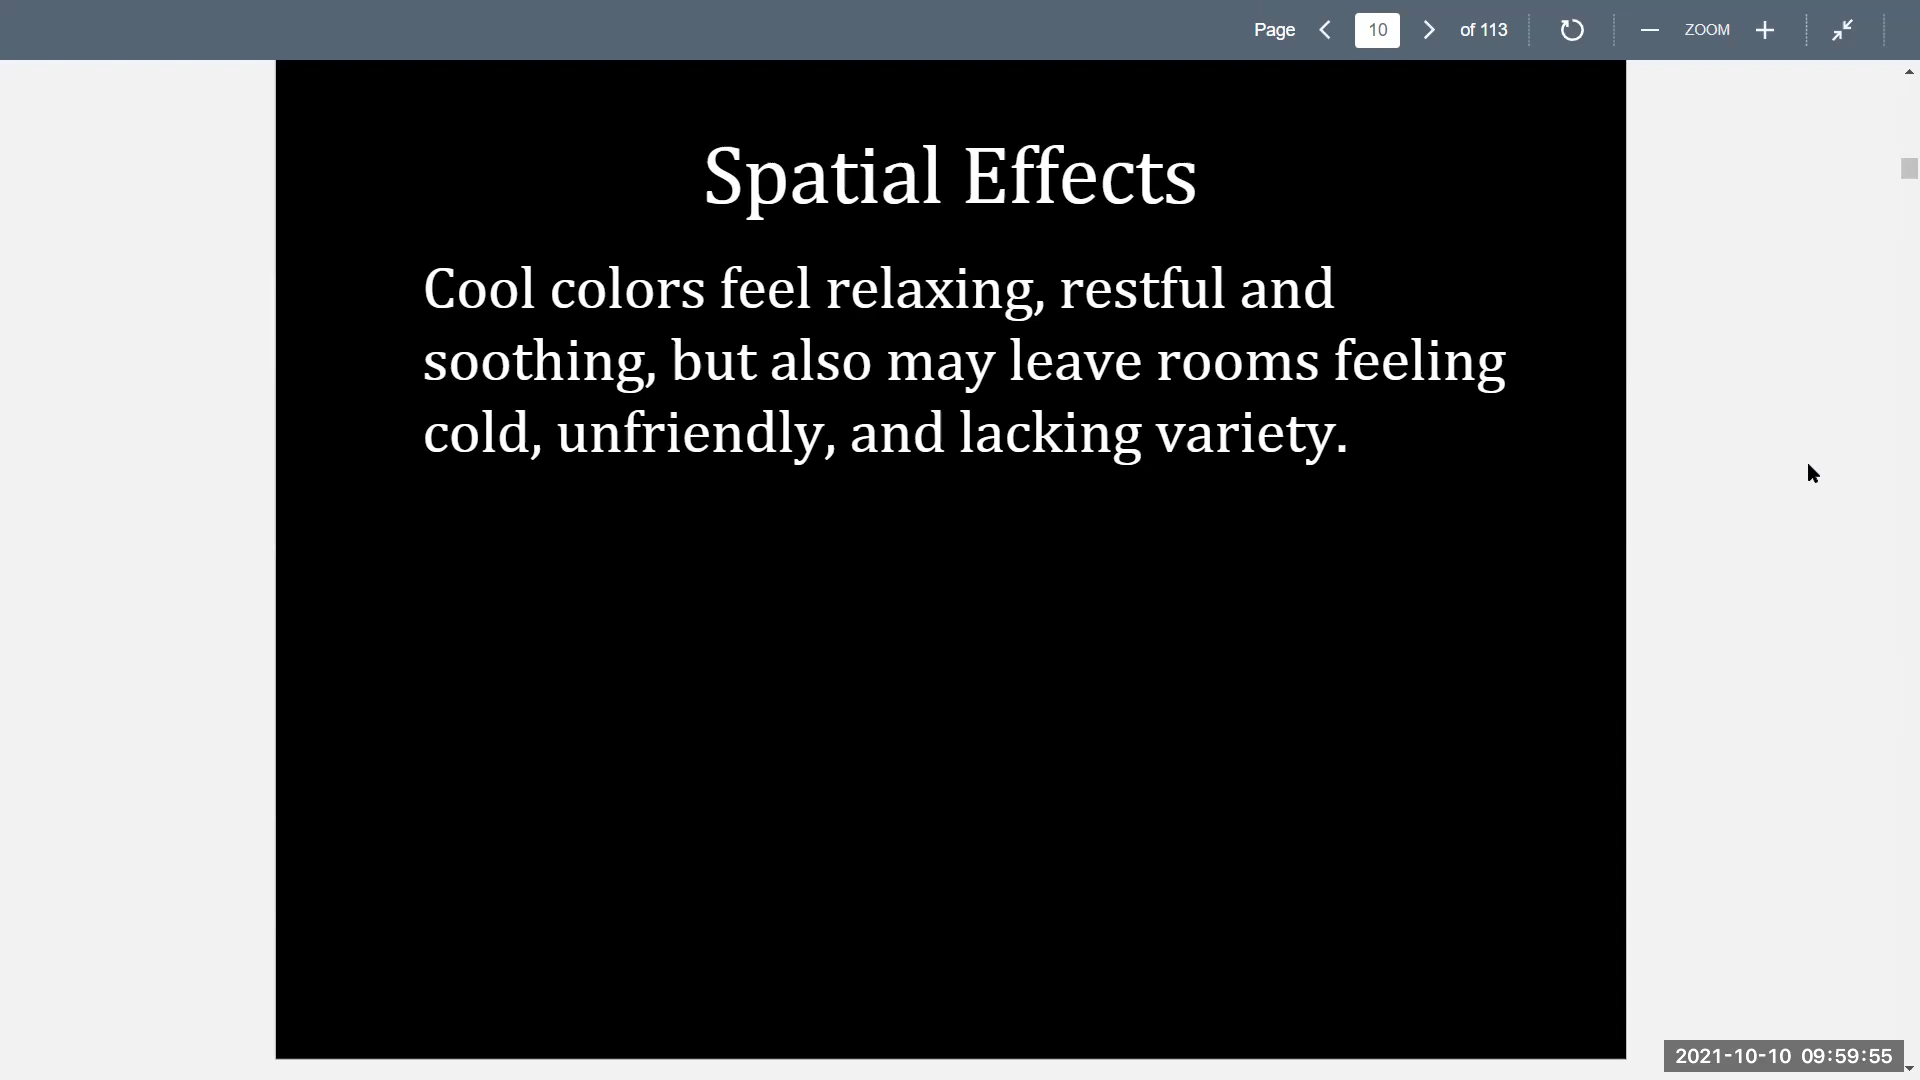 Page 10 of 113 ZOOM
Spatial Effects
Cool colors feel relaxing, restful and
soothing, but also may leave rooms feeling
cold, unfriendly, and lacking variety.
2021-10-10 09:59:55